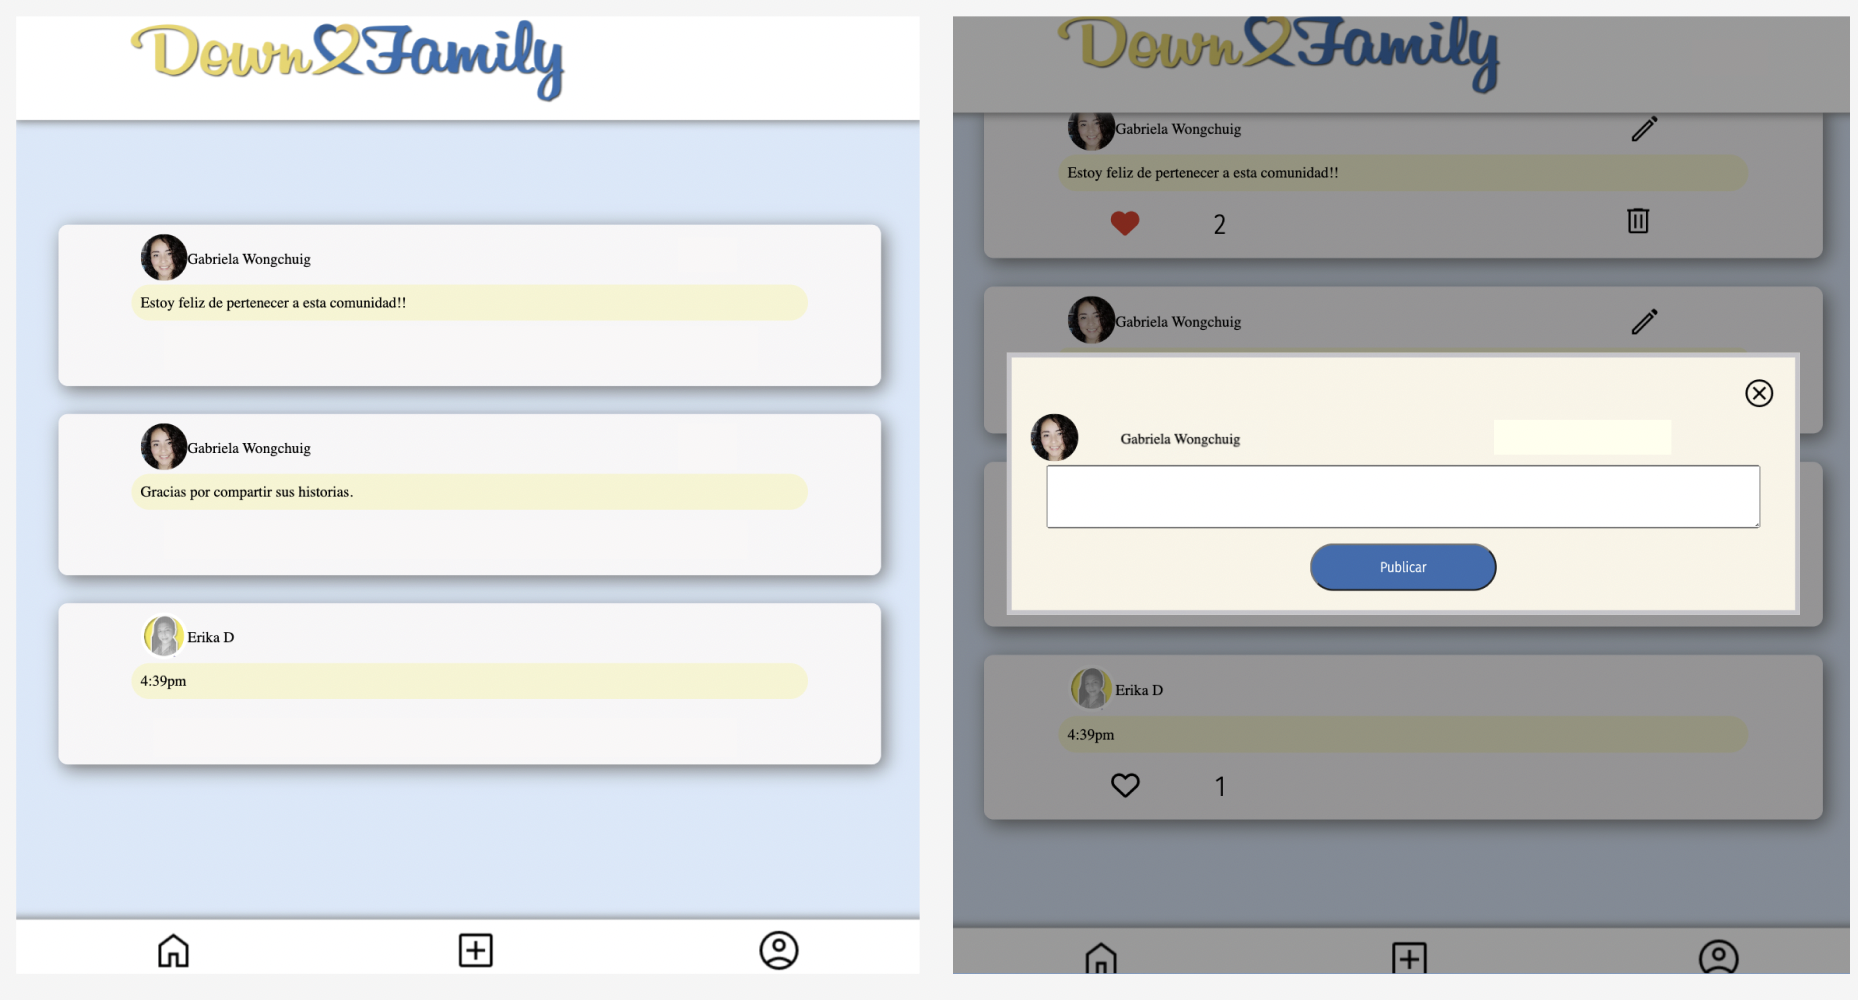 Down Family
Gabriela Wongchuig
Estoy feliz de pertenecer a esta comunidad!!
Gabriela Wongchuig
Gracias por compartir sus historias.
Erika D
4:39pm
Down Family
Gabriela Wongchuig
Estoy feliz de pertenecer a esta comunidad!!
2
Gabriela Wongchuig
Gabriela Wongchuig
Publicar
Erika D
4:39pm
1